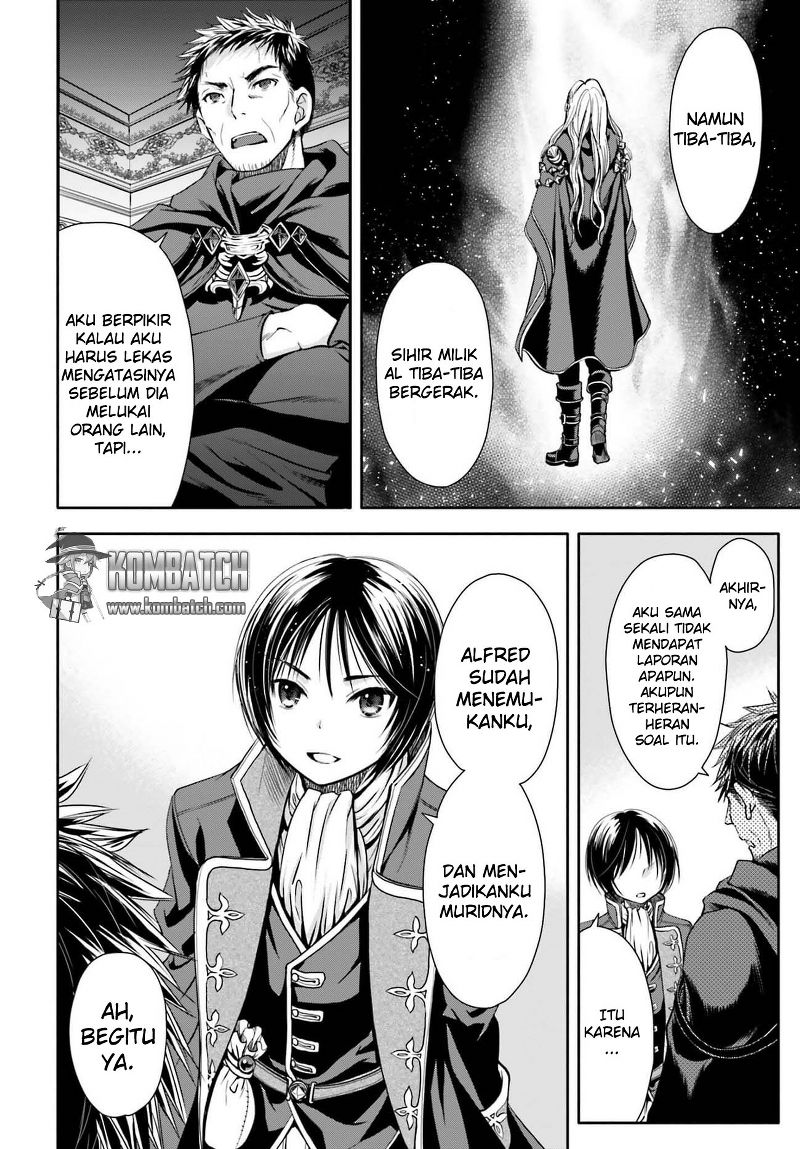 NAMUN
TIBA-TIBA,
SIHIR MILIK
AL TIBA-TIBA
BERGERAK.
AKU BERPIKIR
KALAU AKU
HARUS LEKAS
MENGATASINYA
SEBELUM DIA
MELUKAI
ORANG LAIN,
TAPI...
AKHIR-
NYA,
AKU SAMA
SEKALI TIDAK
MENDAPAT
LAPORAN
APAPUN.
AKUPUN
TERHERAN-
HERAN
SOAL ITU.
ITU
KARENA
...
ALFRED
SUDAH
MENEMU-
KANKU,
DAN MEN-
JADIKANKU
MURIDNYA.
AH,
BEGITU
YA.
KOMBATCH
www.kombatch.com